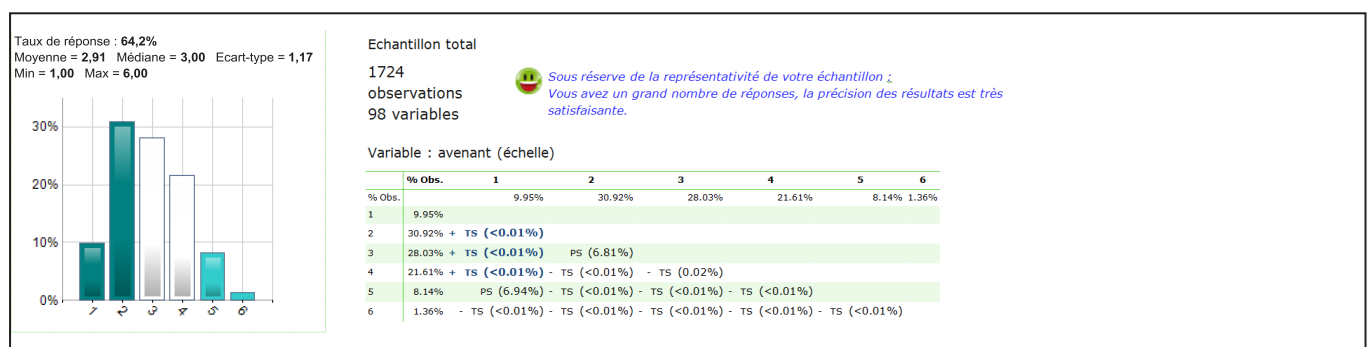 Taux de réponse : 64,2%
Moyenne = 2,91 Médiane = 3,00 Ecart-type = 1,17
Min = 1,00 Max = 6,00
30%
20%
10%
0%
1 2 3 4 5 6
Echantillon total
1724
observations
98 variables
Sous réserve de la représentativité de votre échantillon ;
Vous avez un grand nombre de réponses, la précision des résultats est très
satisfaisante.
Variable : avenant (échelle)
% Obs. 1 2 3 4 5 6
% Obs. 9.95% 30.92% 28.03% 21.61% 8.14% 1.36%
1 9.95%
2 30.92% + TS (<0.01%)
3 28.03% + TS (<0.01%) PS (6.81%)
4 21.61% + TS (<0.01%) - TS (<0.01%) - TS (0.02%)
5 8.14% PS (6.94%) - TS (<0.01%) - TS (<0.01%) - TS (<0.01%)
6 1.36% - TS (<0.01%) - TS (<0.01%) - TS (<0.01%) - TS (<0.01%) - TS (<0.01%)